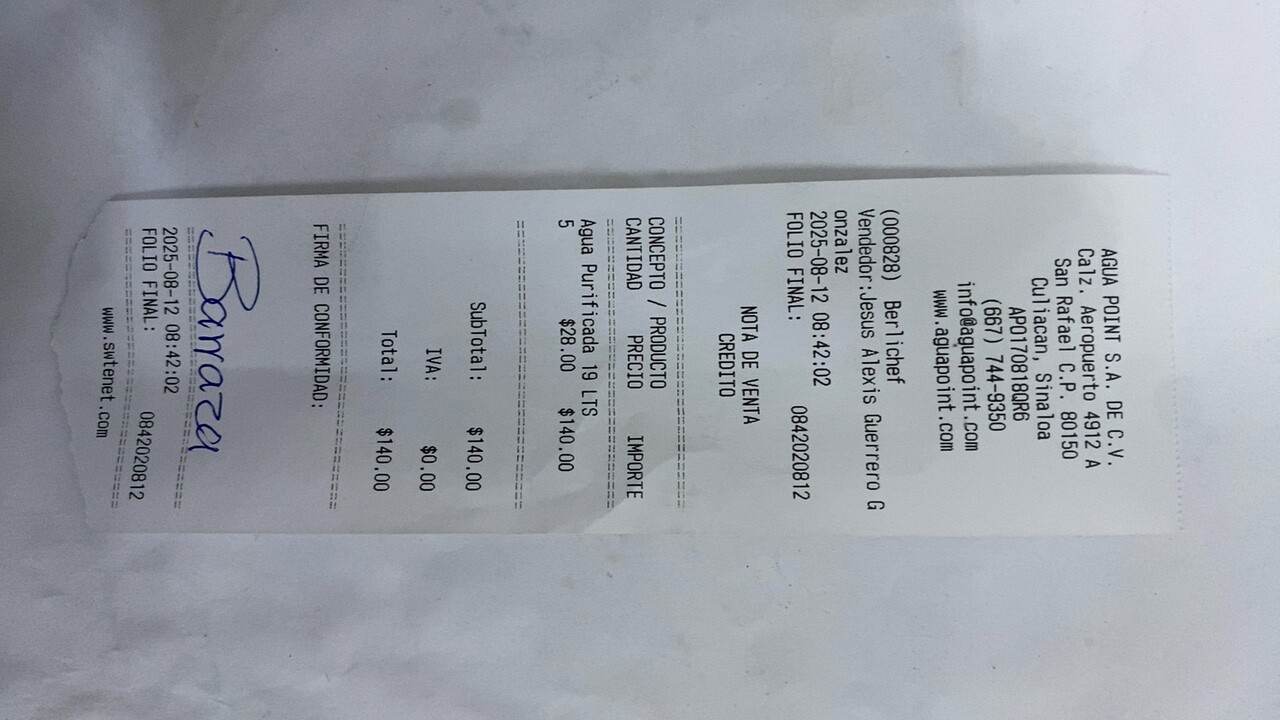 AGUA POINT S.A. DE C.V.
Calz. Aeropuerto 4912 A
San Rafael C.P. 80150
Culiacan, Sinaloa
APO170818QR6
(667) 744-9350
info@aguapoint.com
www.aguapoint.com
(000828) Berlichef
Vendedor:Jesus Alexis Guerrero G
onzalez
2025-08-12 08:42:02
FOLIO FINAL: 0842020812
NOTA DE VENTA
CREDITO
CONCEPTO / PRODUCTO
CANTIDAD PRECIO IMPORTE
Agua Purificada 19 LTS
5 $28.00 $140.00
SubTotal: $140.00
IVA: $0.00
Total: $140.00
FIRMA DE CONFORMIDAD:
Barraza
2025-08-12 08:42:02
FOLIO FINAL: 0842020812
www.swtenet.com